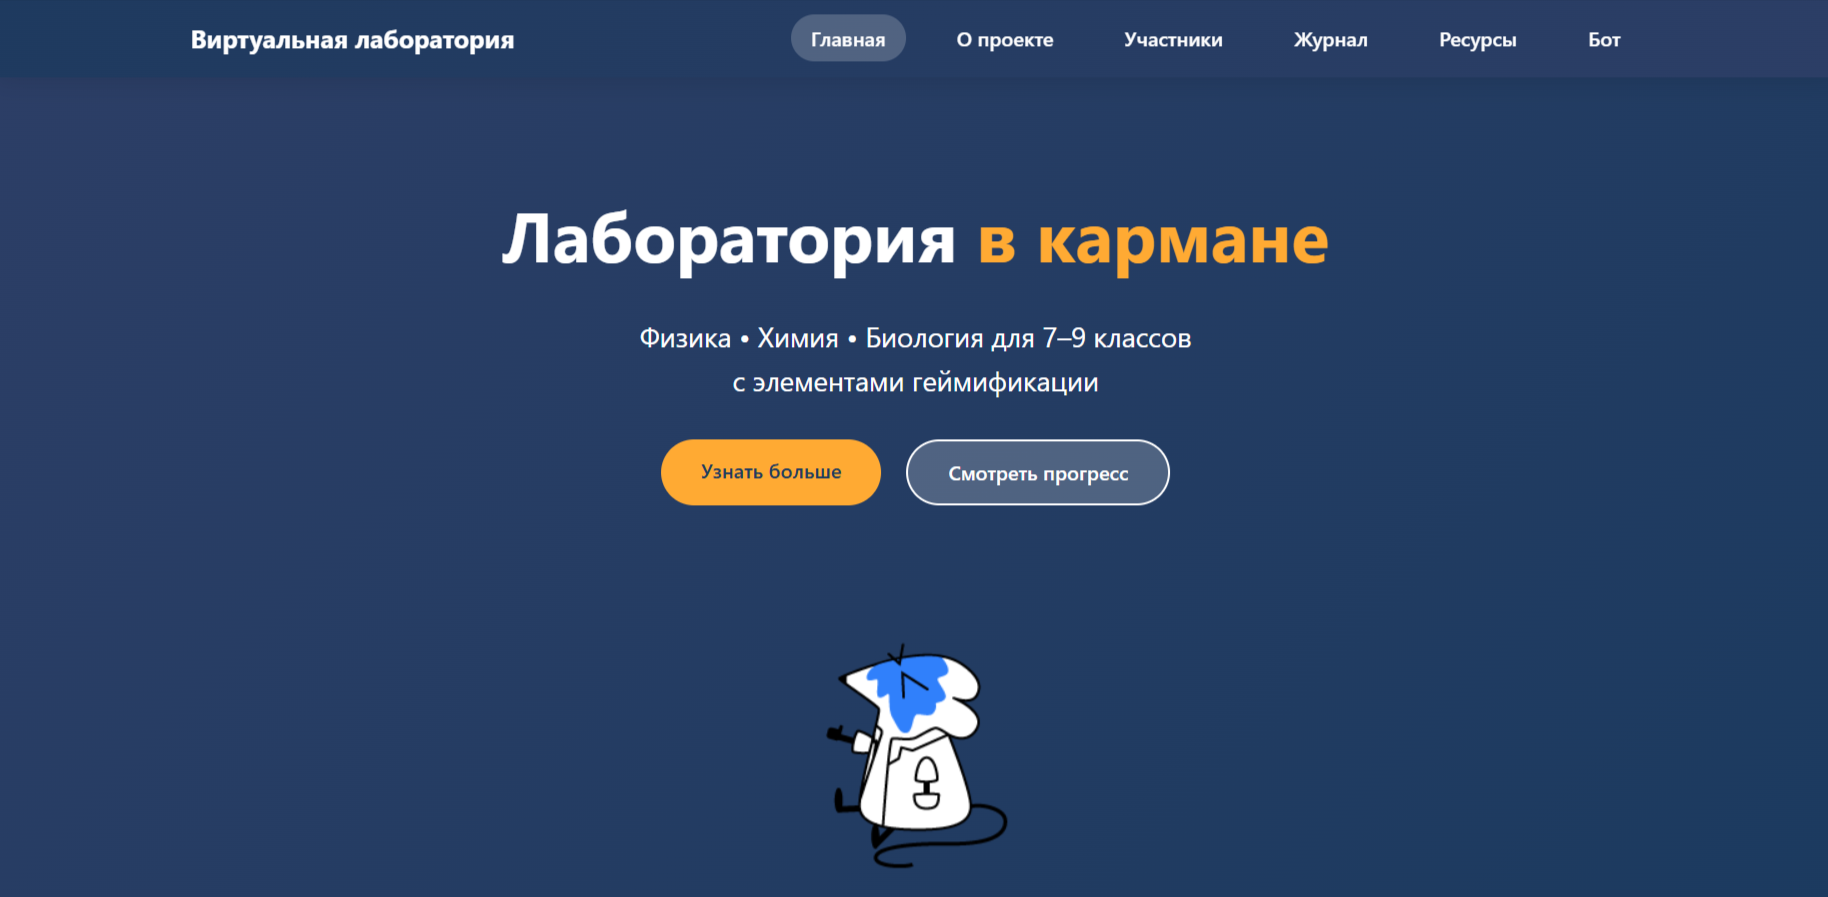 Виртуальная лаборатория
Главная
О проекте
Участники
Журнал
Ресурсы
Бот
Лаборатория в кармане
Физика • Химия • Биология для 7–9 классов
с элементами геймификации
Узнать больше
Смотреть прогресс